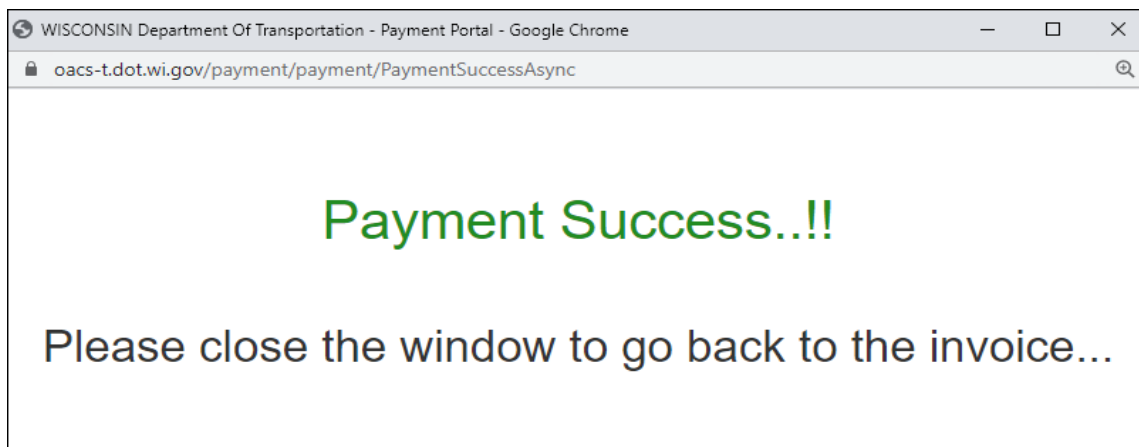 WISCONSIN Department Of Transportation - Payment Portal - Google Chrome
oacs-t.dot.wi.gov/payment/payment/PaymentSuccessAsync
Payment Success..!!
Please close the window to go back to the invoice...